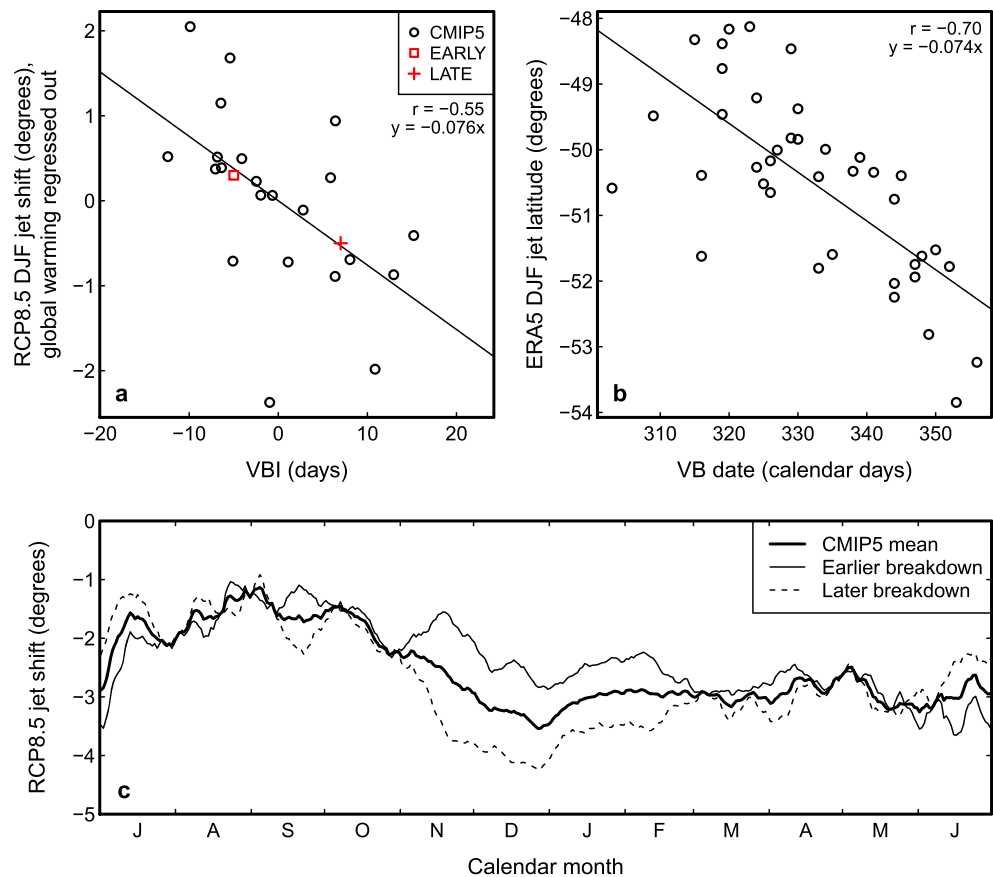 RCP8.5 DJF jet shift (degrees),
global warming regressed out
2
1
0
−1
−2
−20
−10
0
10
20
VBI (days)
CMIP5
EARLY
LATE
r = −0.55
y = −0.076x
a
ERA5 DJF jet latitude (degrees)
−48
−49
−50
−51
−52
−53
−54
310
320
330
340
350
VB date (calendar days)
r = −0.70
y = −0.074x
b
RCP8.5 jet shift (degrees)
0
−1
−2
−3
−4
−5
J
A
S
O
N
D
J
F
M
A
M
J
Calendar month
CMIP5 mean
Earlier breakdown
Later breakdown
c